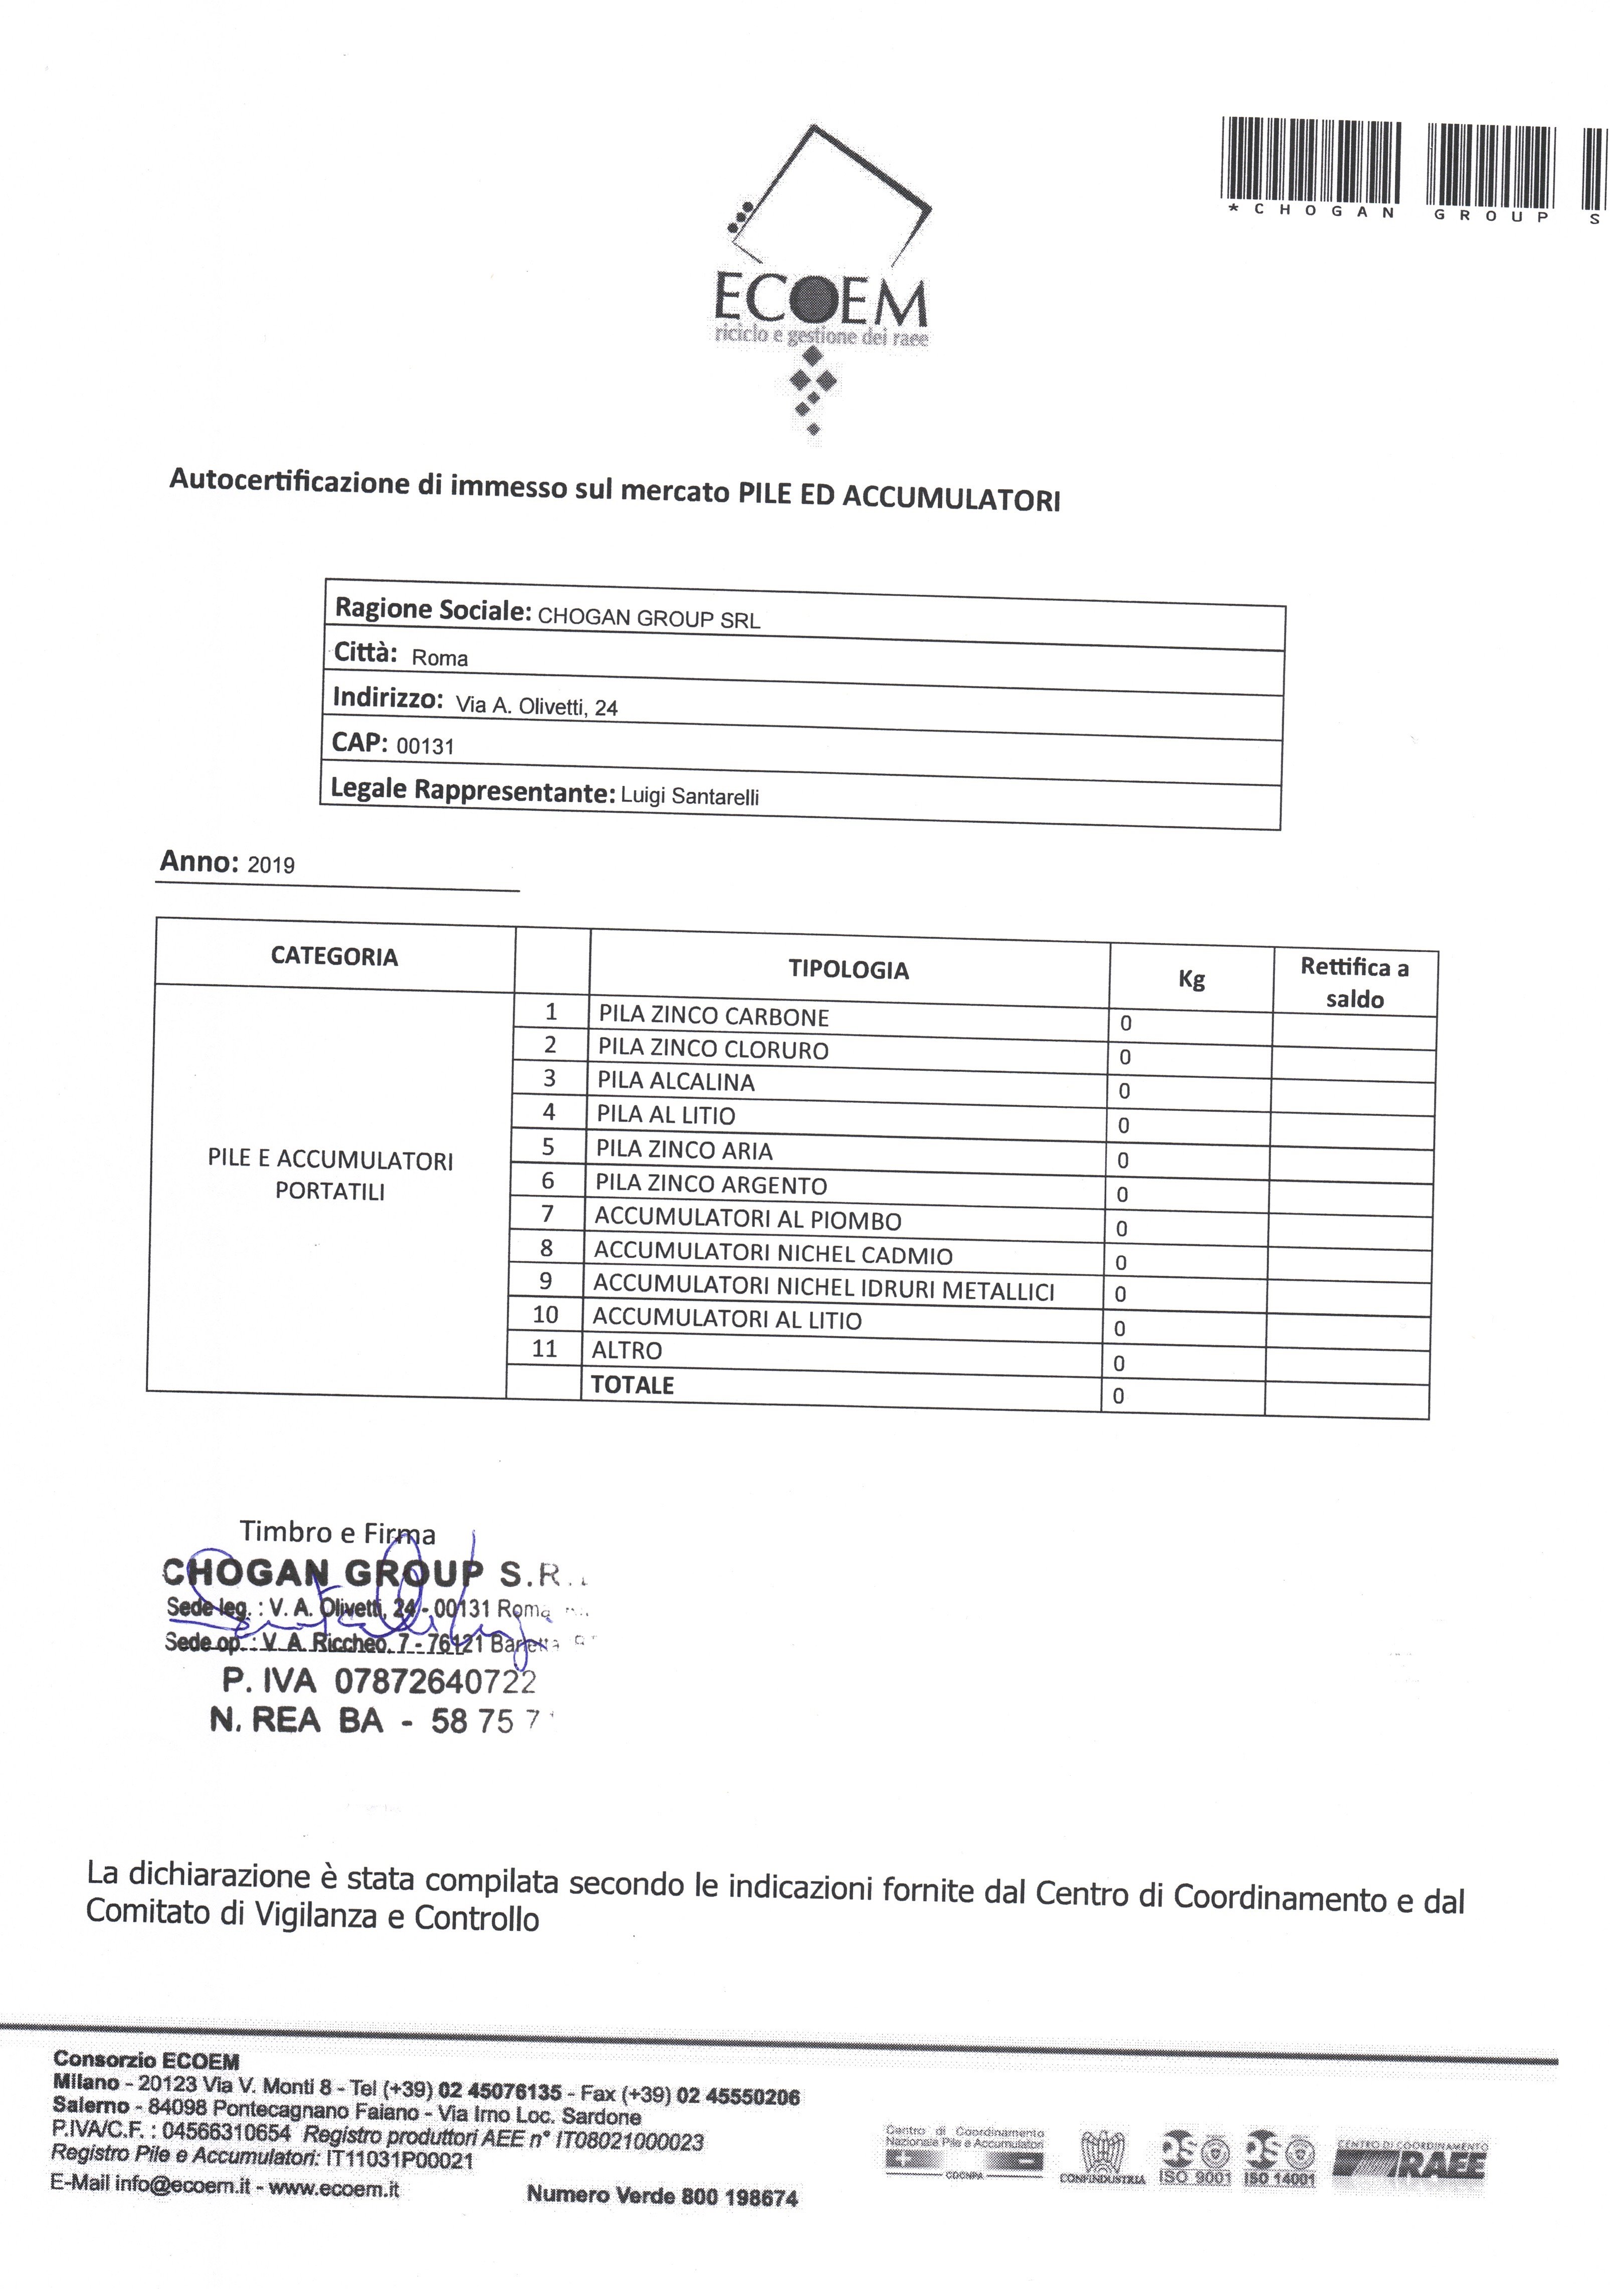 *CHOGAN GROUP S
ECOEM
riciclo e gestione dei raee
Autocertificazione di immesso sul mercato PILE ED ACCUMULATORI
Ragione Sociale: CHOGAN GROUP SRL
Città: Roma
Indirizzo: Via A. Olivetti, 24
CAP: 00131
Legale Rappresentante: Luigi Santarelli
Anno: 2019
CATEGORIA TIPOLOGIA Kg Rettifica a saldo
PILE E ACCUMULATORI PORTATILI
1 PILA ZINCO CARBONE 0
2 PILA ZINCO CLORURO 0
3 PILA ALCALINA 0
4 PILA AL LITIO 0
5 PILA ZINCO ARIA 0
6 PILA ZINCO ARGENTO 0
7 ACCUMULATORI AL PIOMBO 0
8 ACCUMULATORI NICHEL CADMIO 0
9 ACCUMULATORI NICHEL IDRURI METALLICI 0
10 ACCUMULATORI AL LITIO 0
11 ALTRO 0
TOTALE 0
Timbro e Firma
CHOGAN GROUP S.R.
Sede leg. : V. A. Olivetti, 24 - 00131 Roma
Sede op. : V. A. Riccheo, 7 - 76121 Barletta
P. IVA 07872640722
N. REA BA - 58 75 7
La dichiarazione è stata compilata secondo le indicazioni fornite dal Centro di Coordinamento e dal
Comitato di Vigilanza e Controllo
Consorzio ECOEM
Milano - 20123 Via V. Monti 8 - Tel (+39) 02 45076135 - Fax (+39) 02 45550206
Salerno - 84098 Pontecagnano Faiano - Via Irno Loc. Sardone
P.IVA/C.F. : 04566310654 Registro produttori AEE n° IT08021000023
Registro Pile e Accumulatori: IT11031P00021
E-Mail info@ecoem.it - www.ecoem.it
Numero Verde 800 198674
Centro di Coordinamento
Nazionale Pile e Accumulatori
CDCNPA
CONFINDUSTRIA
QS
ISO 9001
QS
ISO 14001
CENTRO DI COORDINAMENTO
RAEE